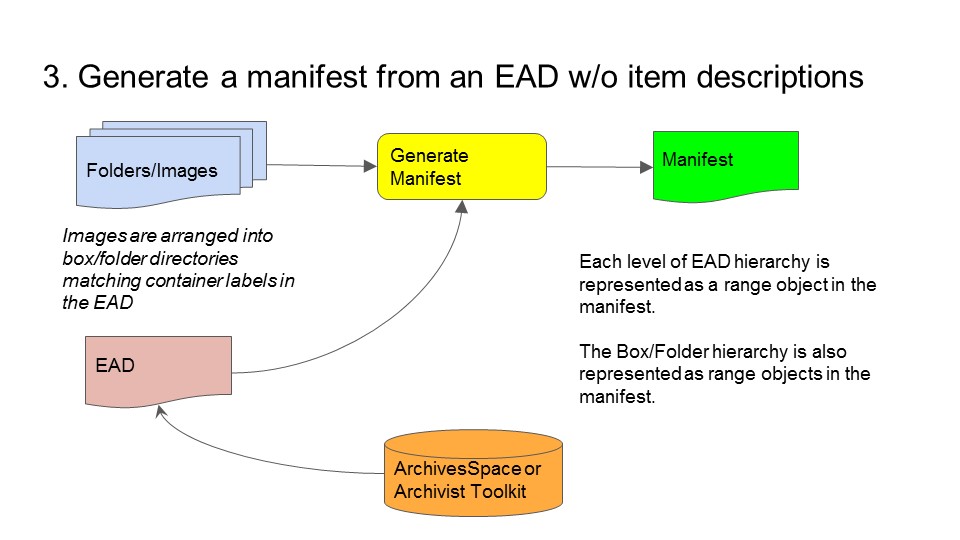 3. Generate a manifest from an EAD w/o item descriptions
Folders/Images
Generate
Manifest
Manifest
Images are arranged into
box/folder directories
matching container labels in
the EAD
Each level of EAD hierarchy is
represented as a range object in the
manifest.
The Box/Folder hierarchy is also
represented as range objects in the
manifest.
EAD
ArchivesSpace or
Archivist Toolkit